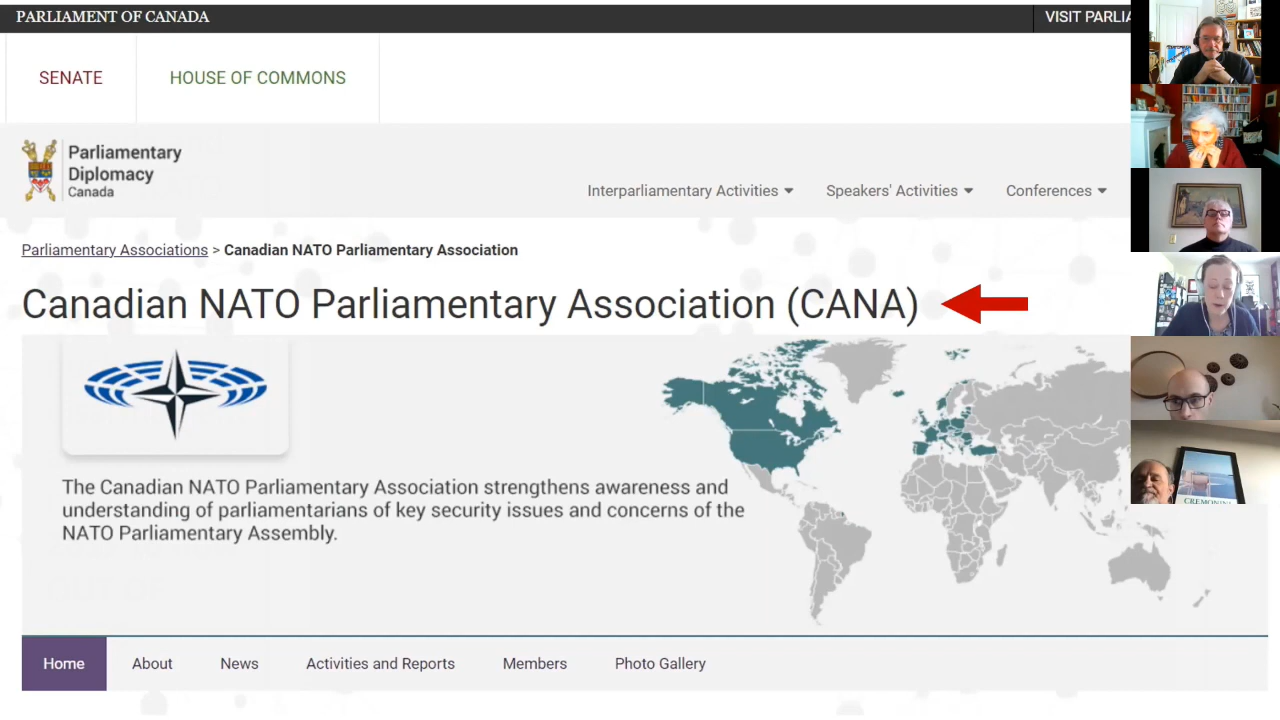 PARLIAMENT OF CANADA
VISIT PARLIA
SENATE
HOUSE OF COMMONS
Parliamentary
Diplomacy
Canada
Interparliamentary Activities
Speakers' Activities
Conferences
Parliamentary Associations > Canadian NATO Parliamentary Association
Canadian NATO Parliamentary Association (CANA)
The Canadian NATO Parliamentary Association strengthens awareness and
understanding of parliamentarians of key security issues and concerns of the
NATO Parliamentary Assembly.
CREMONINI
Home
About
News
Activities and Reports
Members
Photo Gallery